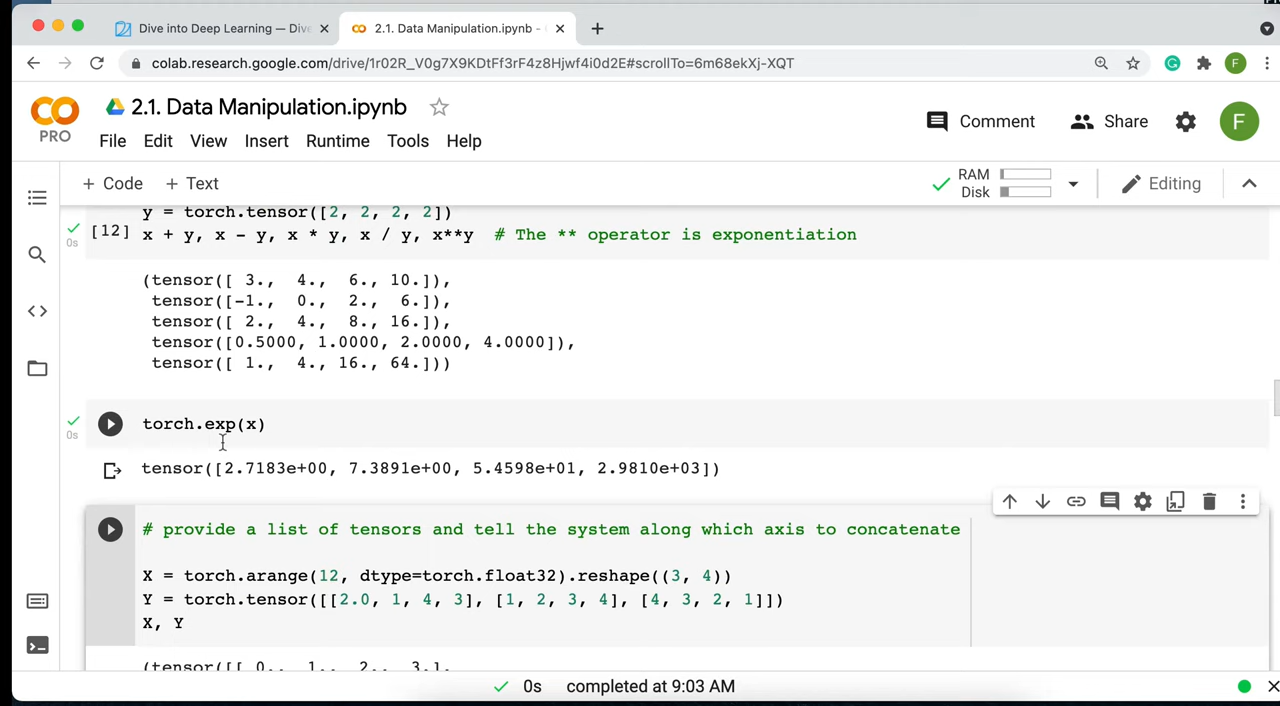 Dive into Deep Learning — Dive
2.1. Data Manipulation.ipynb -
colab.research.google.com/drive/1r02R_V0g7X9KDtFf3rF4z8Hjwf4i0d2E#scrollTo=6m68ekXj-XQT
PRO
2.1. Data Manipulation.ipynb
File Edit View Insert Runtime Tools Help
Comment
Share
F
+ Code + Text
RAM
Disk
Editing
y = torch.tensor([2, 2, 2, 2])
[12] x + y, x - y, x * y, x / y, x**y # The ** operator is exponentiation
0s
(tensor([ 3., 4., 6., 10.]),
tensor([-1., 0., 2., 6.]),
tensor([ 2., 4., 8., 16.]),
tensor([0.5000, 1.0000, 2.0000, 4.0000]),
tensor([ 1., 4., 16., 64.]))
torch.exp(x)
0s
tensor([2.7183e+00, 7.3891e+00, 5.4598e+01, 2.9810e+03])
# provide a list of tensors and tell the system along which axis to concatenate
X = torch.arange(12, dtype=torch.float32).reshape((3, 4))
Y = torch.tensor([[2.0, 1, 4, 3], [1, 2, 3, 4], [4, 3, 2, 1]])
X, Y
(tensor([[ 0., 1., 2., 3.],
0s completed at 9:03 AM